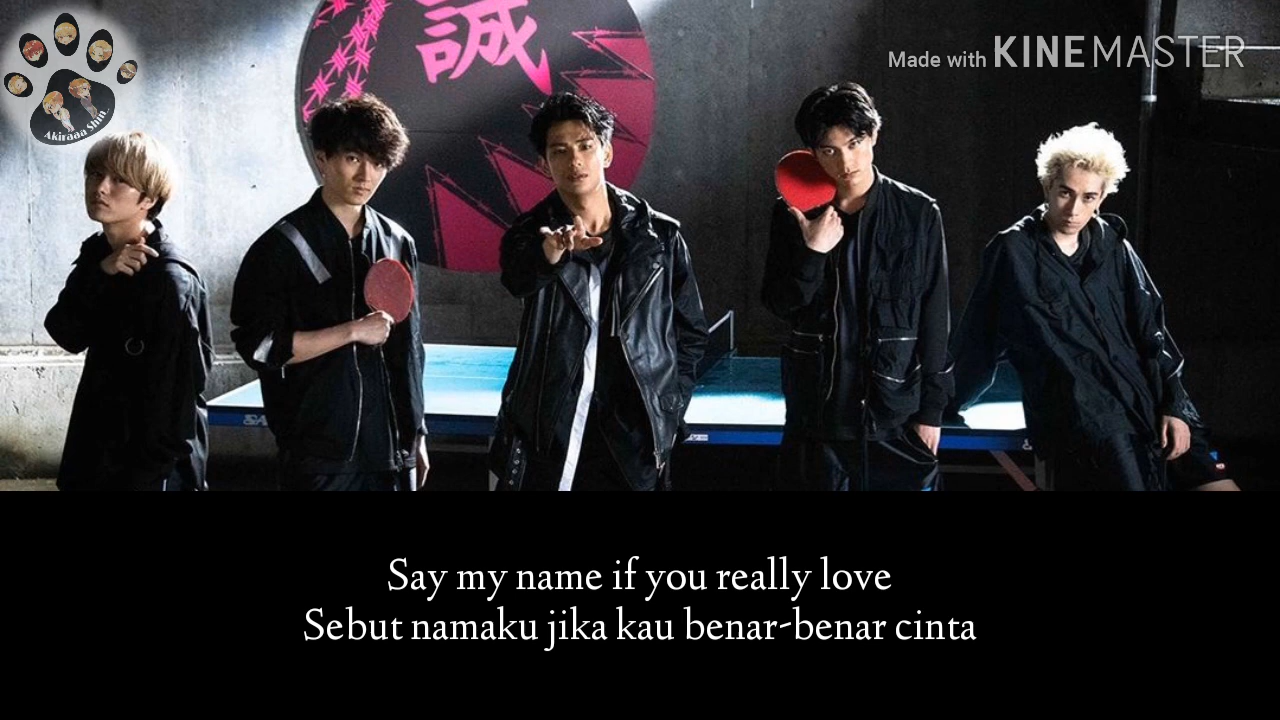 誠
Made with KINEMASTER
Akiraaa Shin
Say my name if you really love
Sebut namaku jika kau benar-benar cinta